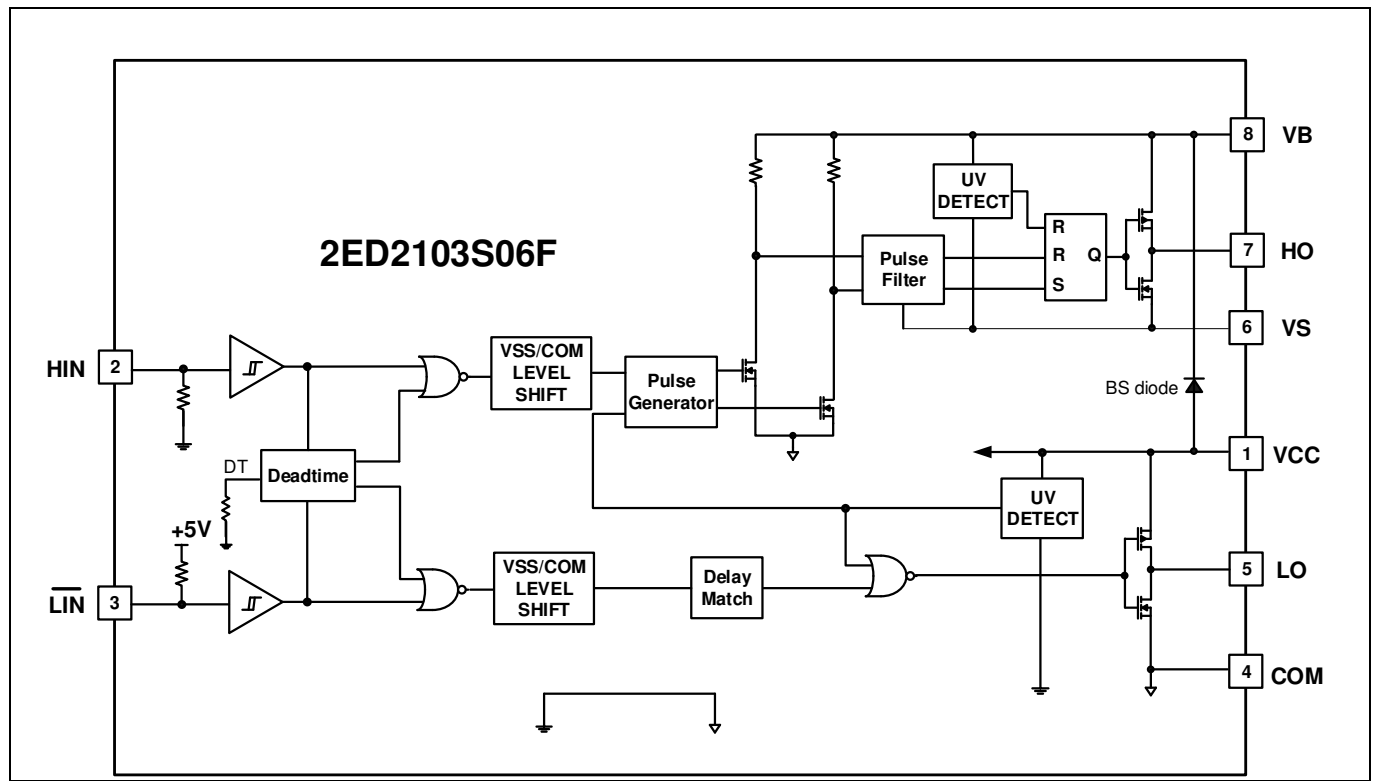 2ED2103S06F
8 VB
UV
DETECT
R
R Q
S
7 HO
Pulse
Filter
6 VS
HIN 2
VSS/COM
LEVEL
SHIFT
Pulse
Generator
BS diode
DT
Deadtime
1 VCC
UV
DETECT
+5V
LIN 3
VSS/COM
LEVEL
SHIFT
Delay
Match
5 LO
4 COM